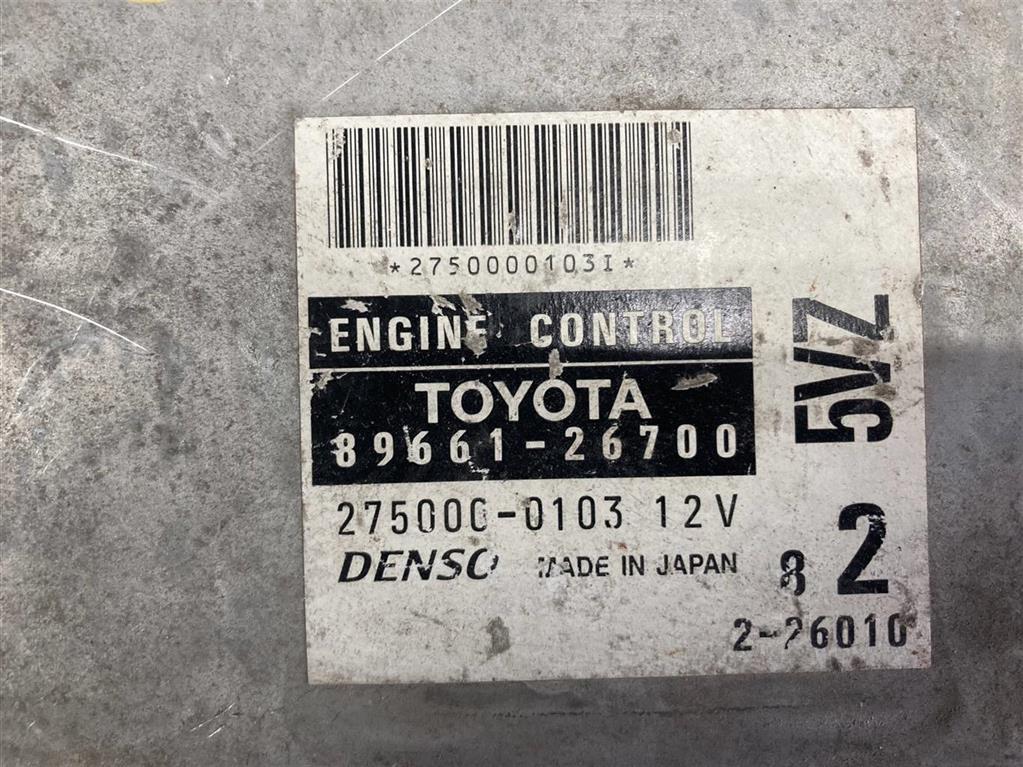 *2750000103I*
ENGINE CONTROL
TOYOTA
89661-26700
275000-0103 12V
DENSO MADE IN JAPAN
5VZ
8 2
2-26010